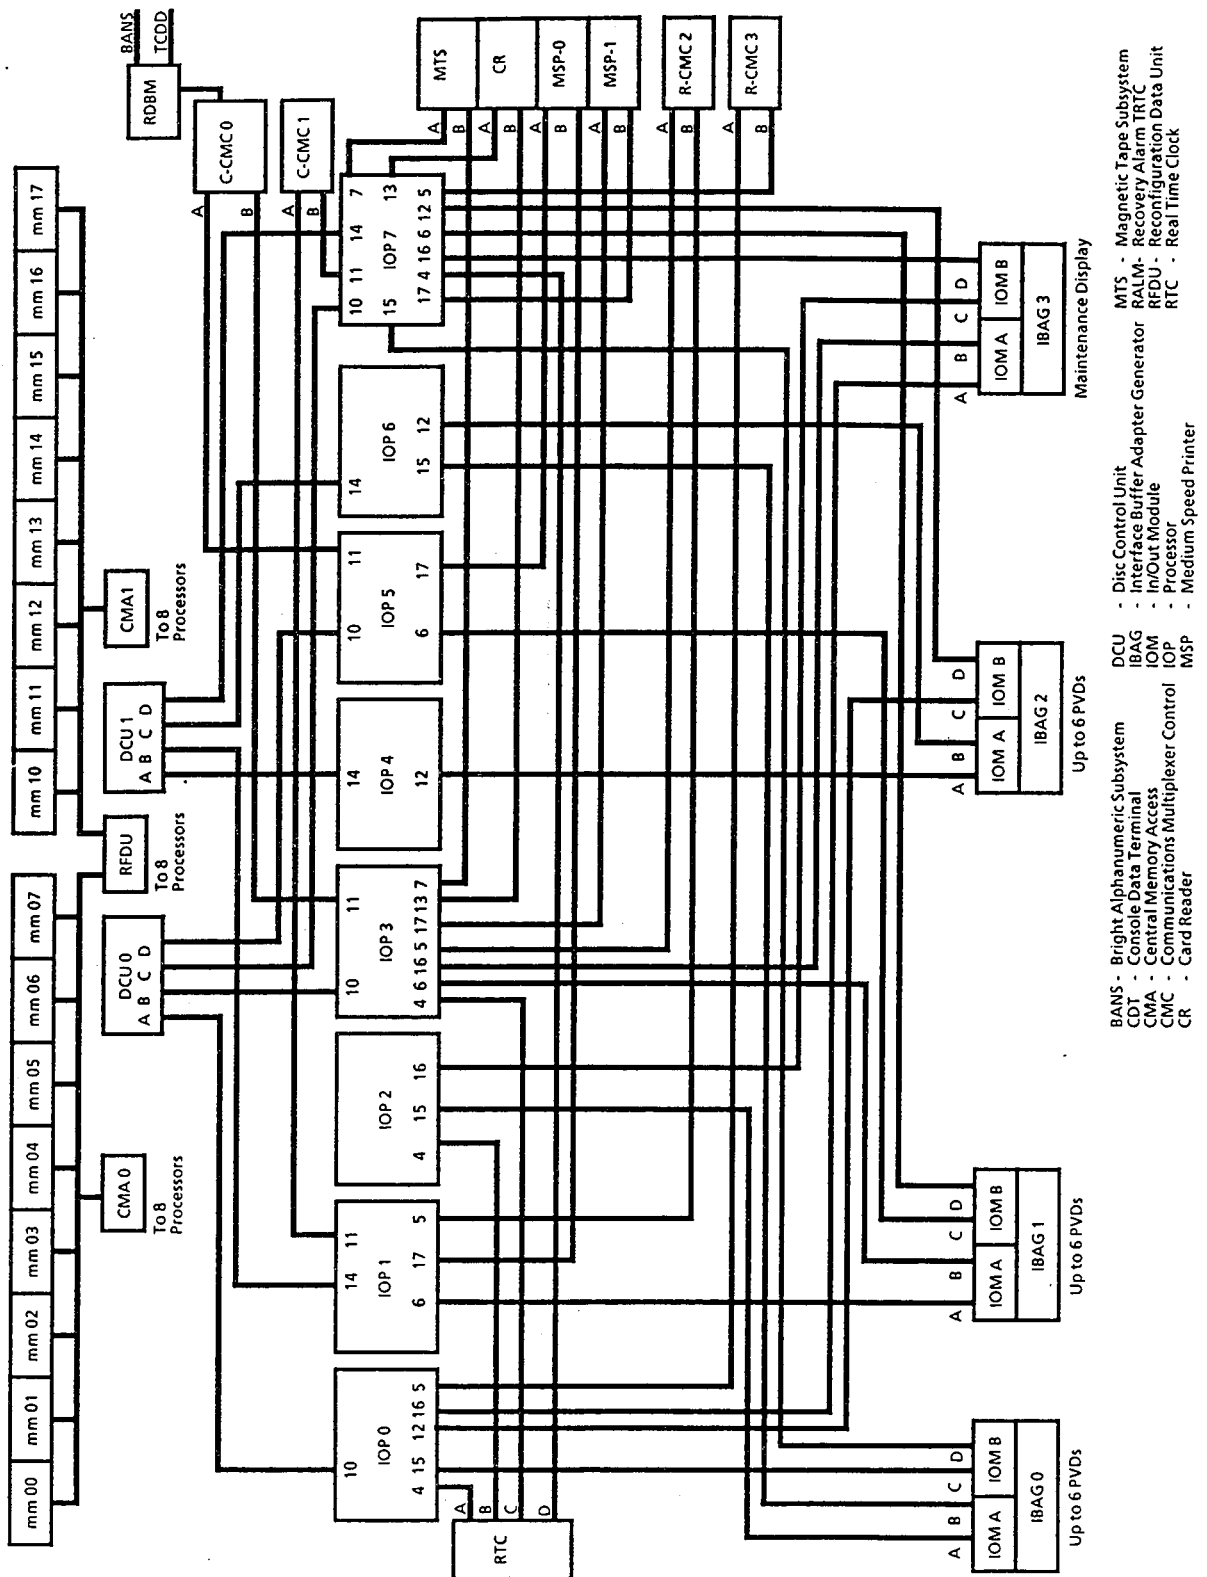 mm 00 mm 01 mm 02 mm 03 mm 04 mm 05 mm 06 mm 07
mm 10 mm 11 mm 12 mm 13 mm 14 mm 15 mm 16 mm 17
BANS
TCDD
RDBM
CMA 0
To 8
Processors
DCU 0
A B C D
RFDU
To 8
Processors
DCU 1
A B C D
CMA 1
To 8
Processors
C-CMC 0
A
B
C-CMC 1
A
B
IOP 0
10
4 15 12 16 5
IOP 1
14 11
6 17 5
IOP 2
4 15 16
IOP 3
10 11
4 6 16 5 17 13 7
IOP 4
14
12
IOP 5
10 11
6 17
IOP 6
14
15 12
IOP 7
10 11 14 7
15 13
17 4 16 6 12 5
RTC
A
B
C
D
MTS
A
B
CR
A
B
MSP-0
A
B
MSP-1
A
B
R-CMC 2
A
B
R-CMC 3
A
B
A B C D
IOM A IOM B
IBAG 0
Up to 6 PVDs
A B C D
IOM A IOM B
IBAG 1
Up to 6 PVDs
A B C D
IOM A IOM B
IBAG 2
Up to 6 PVDs
A B C D
IOM A IOM B
IBAG 3
Maintenance Display
BANS - Bright Alphanumeric Subsystem
CDT - Console Data Terminal
CMA - Central Memory Access
CMC - Communications Multiplexer Control
CR - Card Reader
DCU - Disc Control Unit
IBAG - Interface Buffer Adapter Generator
IOM - In/Out Module
IOP - Processor
MSP - Medium Speed Printer
MTS - Magnetic Tape Subsystem
RALM- Recovery Alarm TRTC
RFDU - Reconfiguration Data Unit
RTC - Real Time Clock